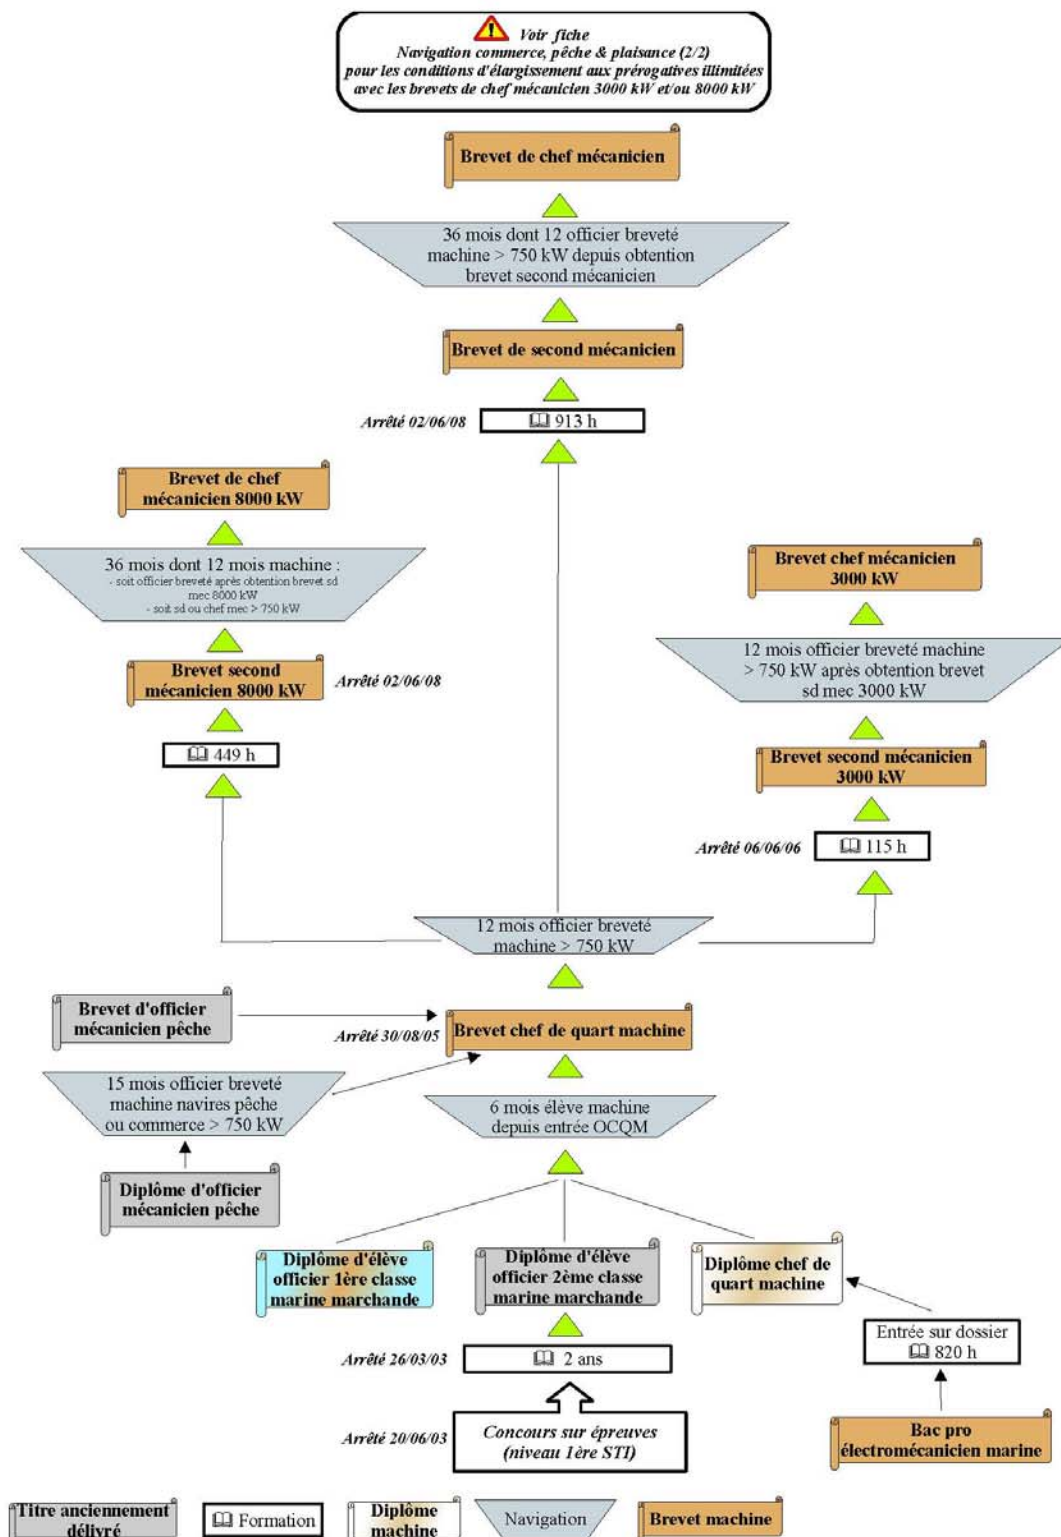 Voir fiche
Navigation commerce, pêche & plaisance (2/2)
pour les conditions d'élargissement aux prérogatives illimitées
avec les brevets de chef mécanicien 3000 kW et/ou 8000 kW
Brevet de chef mécanicien
36 mois dont 12 officier breveté
machine > 750 kW depuis obtention
brevet second mécanicien
Brevet de second mécanicien
Arrêté 02/06/08
913 h
Brevet de chef
mécanicien 8000 kW
36 mois dont 12 mois machine :
- soit officier breveté après obtention brevet sd
mec 8000 kW
- soit sd ou chef mec > 750 kW
Brevet second
mécanicien 8000 kW
Arrêté 02/06/08
449 h
Brevet chef mécanicien
3000 kW
12 mois officier breveté machine
> 750 kW après obtention brevet
sd mec 3000 kW
Brevet second mécanicien
3000 kW
Arrêté 06/06/06
115 h
12 mois officier breveté
machine > 750 kW
Brevet d'officier
mécanicien pêche
Arrêté 30/08/05
Brevet chef de quart machine
15 mois officier breveté
machine navires pêche
ou commerce > 750 kW
6 mois élève machine
depuis entrée OCQM
Diplôme d'officier
mécanicien pêche
Diplôme d'élève
officier 1ère classe
marine marchande
Diplôme d'élève
officier 2ème classe
marine marchande
Diplôme chef de
quart machine
Arrêté 26/03/03
2 ans
Entrée sur dossier
820 h
Arrêté 20/06/03
Concours sur épreuves
(niveau 1ère STI)
Bac pro
électromécanicien marine
Titre anciennement
délivré
Formation
Diplôme
machine
Navigation
Brevet machine